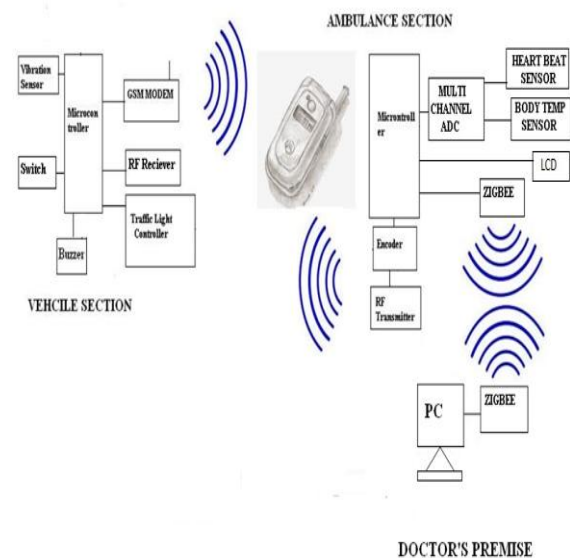 AMBULANCE SECTION
Vibration
Sensor
Microcon
troller
GSM MODEM
Switch
RF Reciever
Traffic Light
Controller
Buzzer
VEHCILE SECTION
Microntroll
er
MULTI
CHANNEL
ADC
HEART BEAT
SENSOR
BODY TEMP
SENSOR
LCD
ZIGBEE
Encoder
RF
Transmitter
PC
ZIGBEE
DOCTOR'S PREMISE